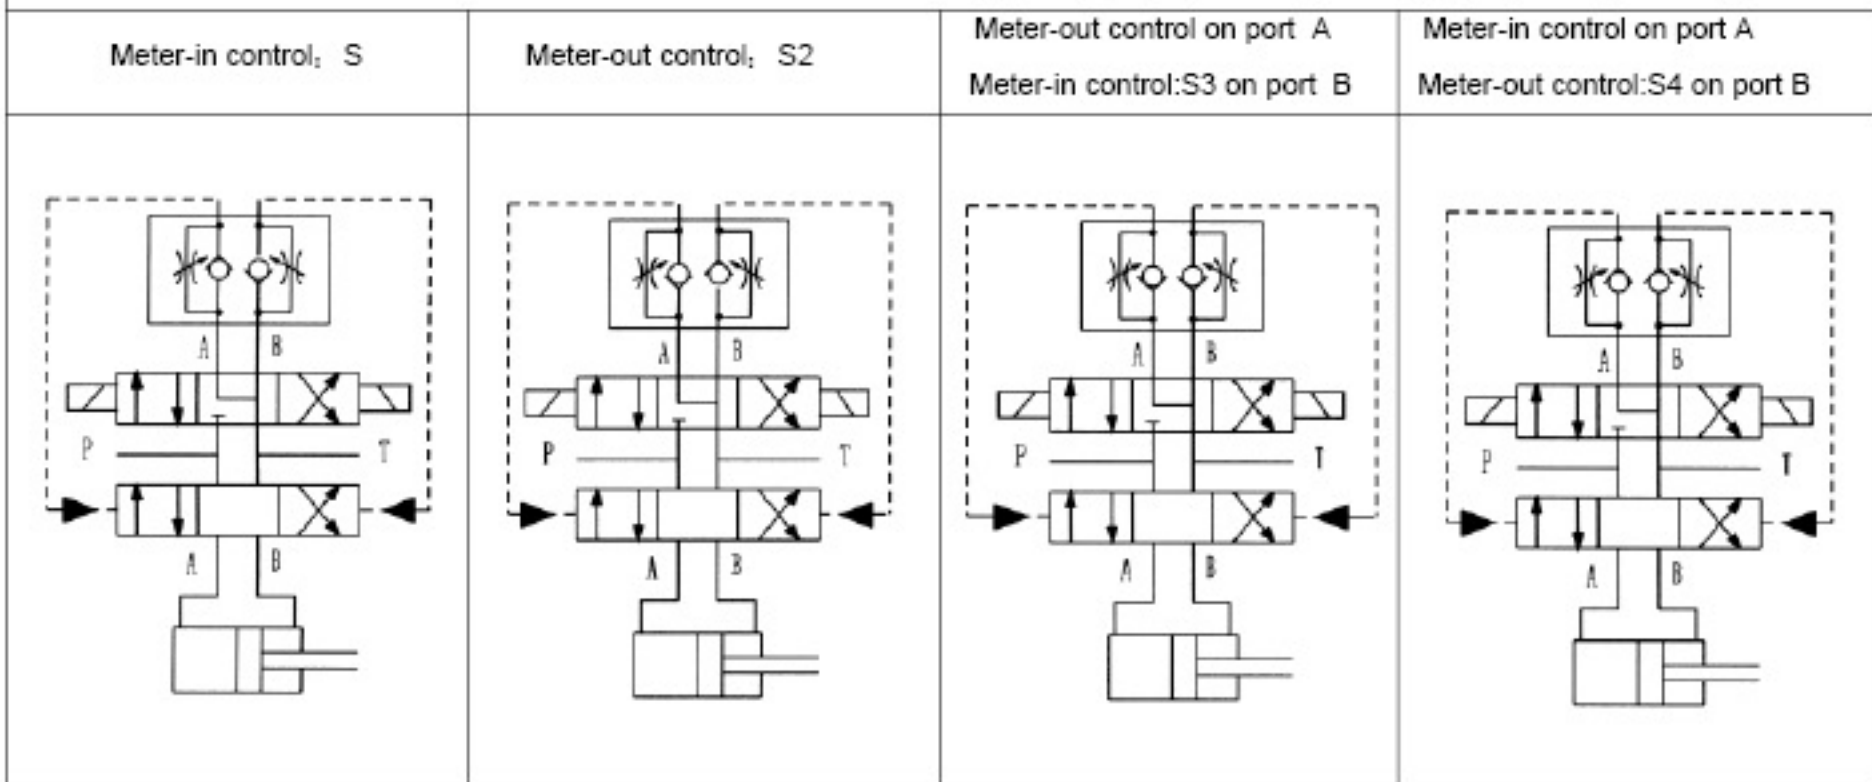 Meter-in control: S
Meter-out control: S2
Meter-out control on port A
Meter-in control:S3 on port B
Meter-in control on port A
Meter-out control:S4 on port B
A B
P T
A B
A B
P T
A B
A B
P T
A B
A B
P T
A B